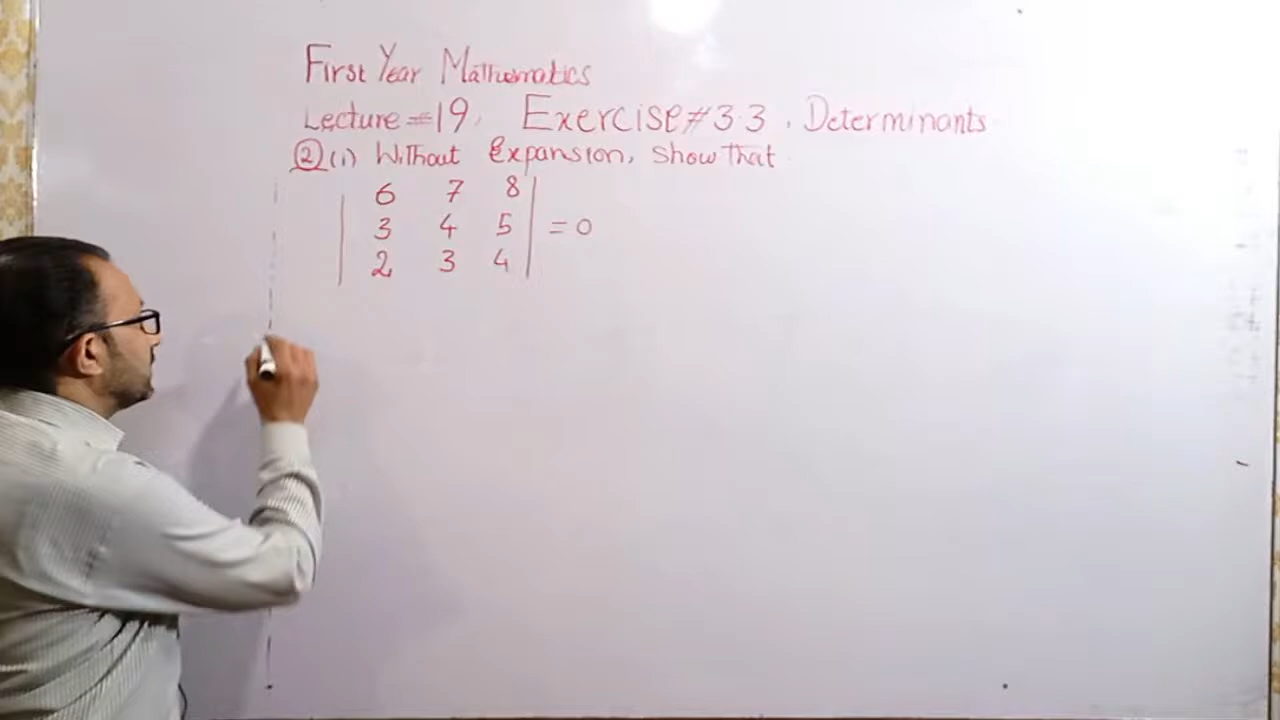 First Year Mathematics
Lecture #19, Exercise #3.3, Determinants
② (i) Without Expansion, show that
| 6 7 8 |
| 3 4 5 | = 0
| 2 3 4 |